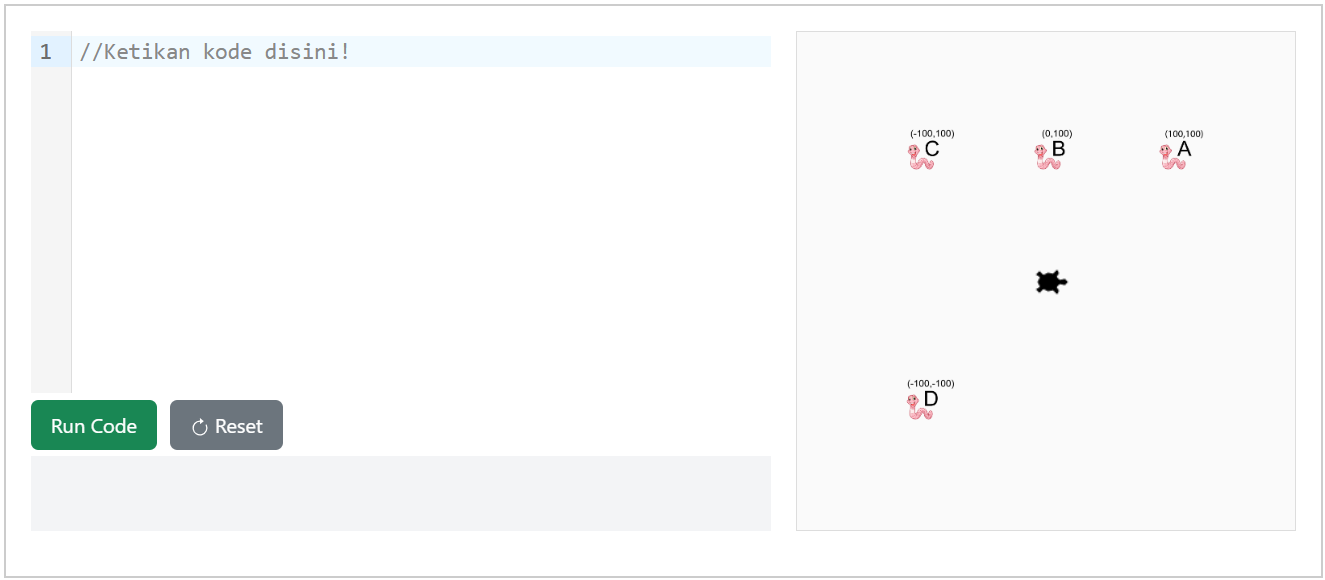 1 //Ketikan kode disini!
Run Code
Reset
(-100,100)
C
(0,100)
B
(100,100)
A
(-100,-100)
D